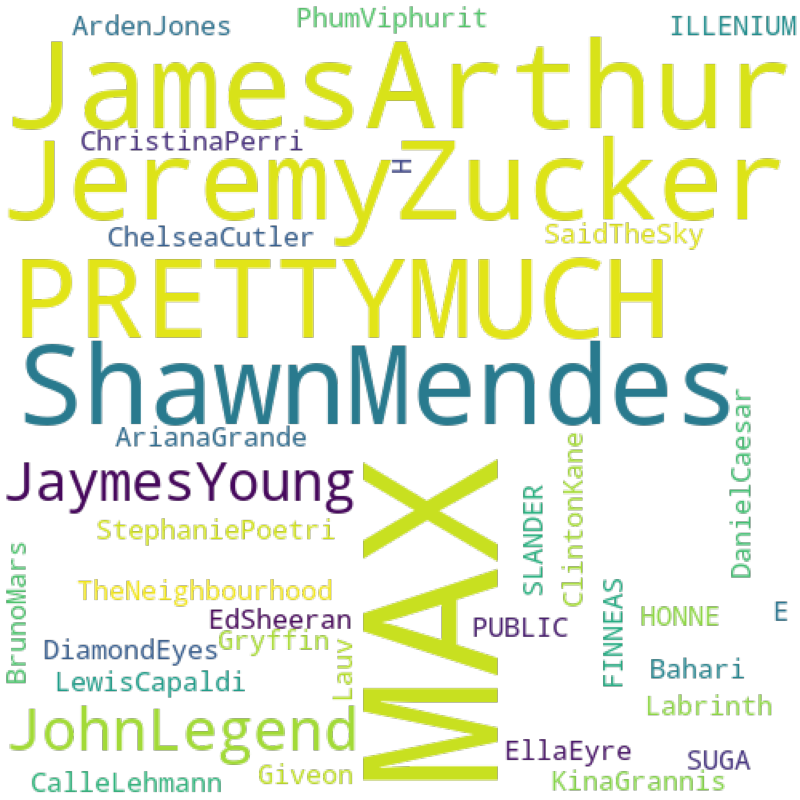 ArdenJones
PhumViphurit
ILLENIUM
JamesArthur
ChristinaPerri
H
JeremyZucker
ChelseaCutler
SaidTheSky
PRETTYMUCH
ShawnMendes
ArianaGrande
JaymesYoung
MAX
SLANDER
ClintonKane
DanielCaesar
StephaniePoetri
BrunoMars
TheNeighbourhood
EdSheeran
PUBLIC
FINNEAS
HONNE
E
Gryffin
DiamondEyes
Lauv
Bahari
LewisCapaldi
Labrinth
JohnLegend
EllaEyre
SUGA
CalleLehmann
Giveon
KinaGrannis